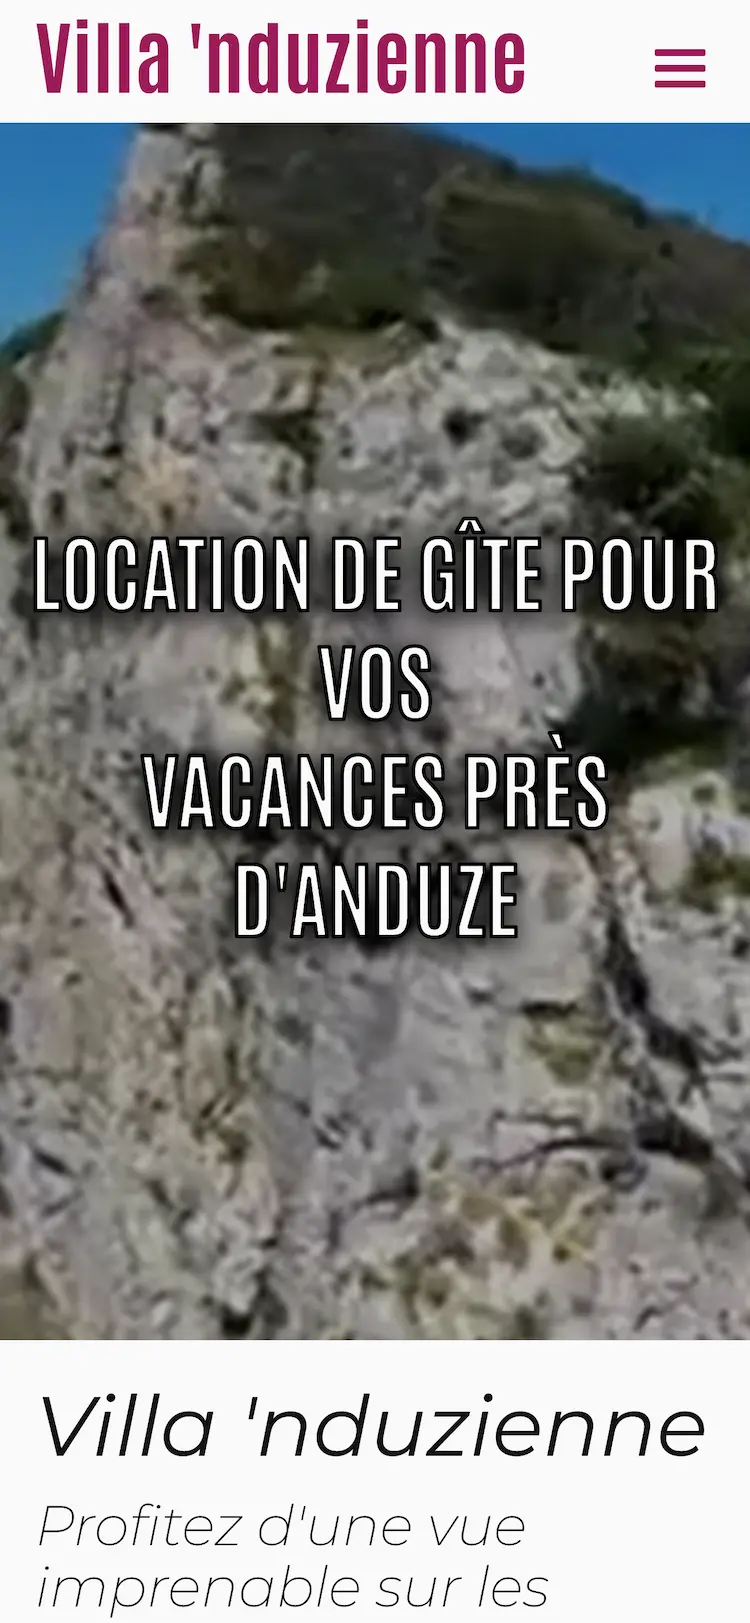 Villa 'nduzienne
LOCATION DE GÎTE POUR
VOS
VACANCES PRÈS
D'ANDUZE
Villa 'nduzienne
Profitez d'une vue
imprenable sur les